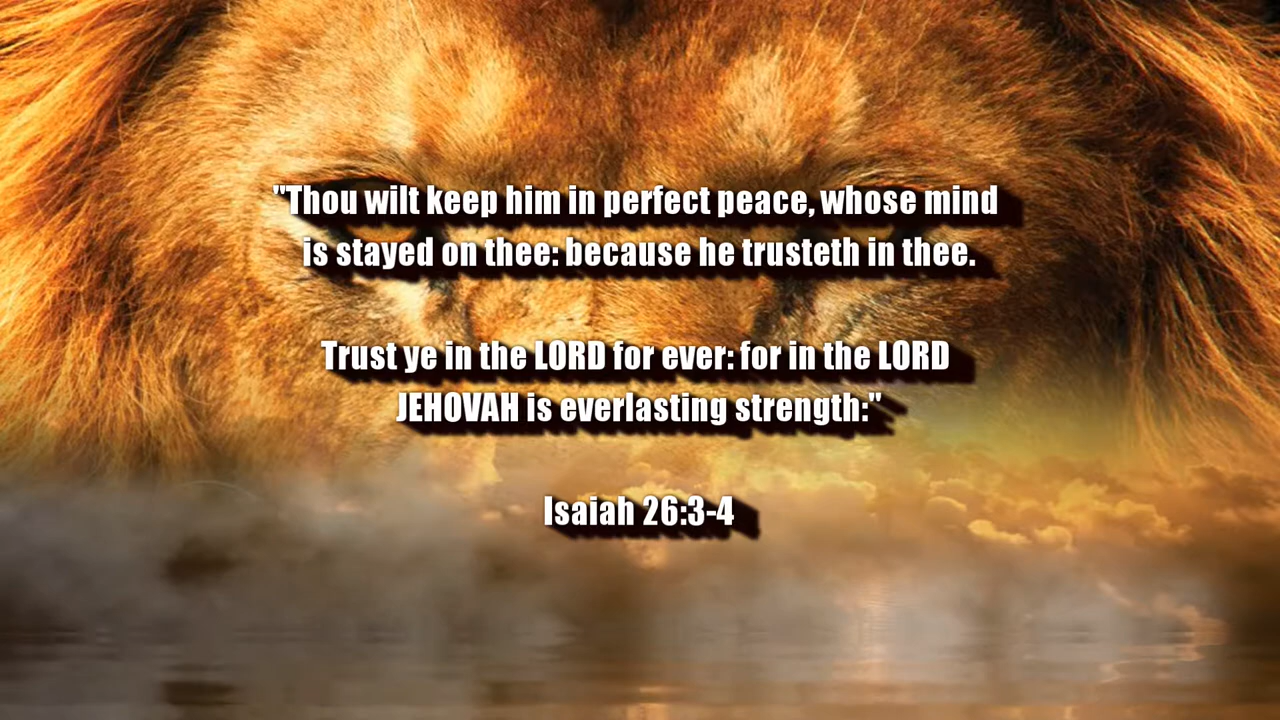 "Thou wilt keep him in perfect peace, whose mind
is stayed on thee: because he trusteth in thee.
Trust ye in the LORD for ever: for in the LORD
JEHOVAH is everlasting strength:"
Isaiah 26:3-4